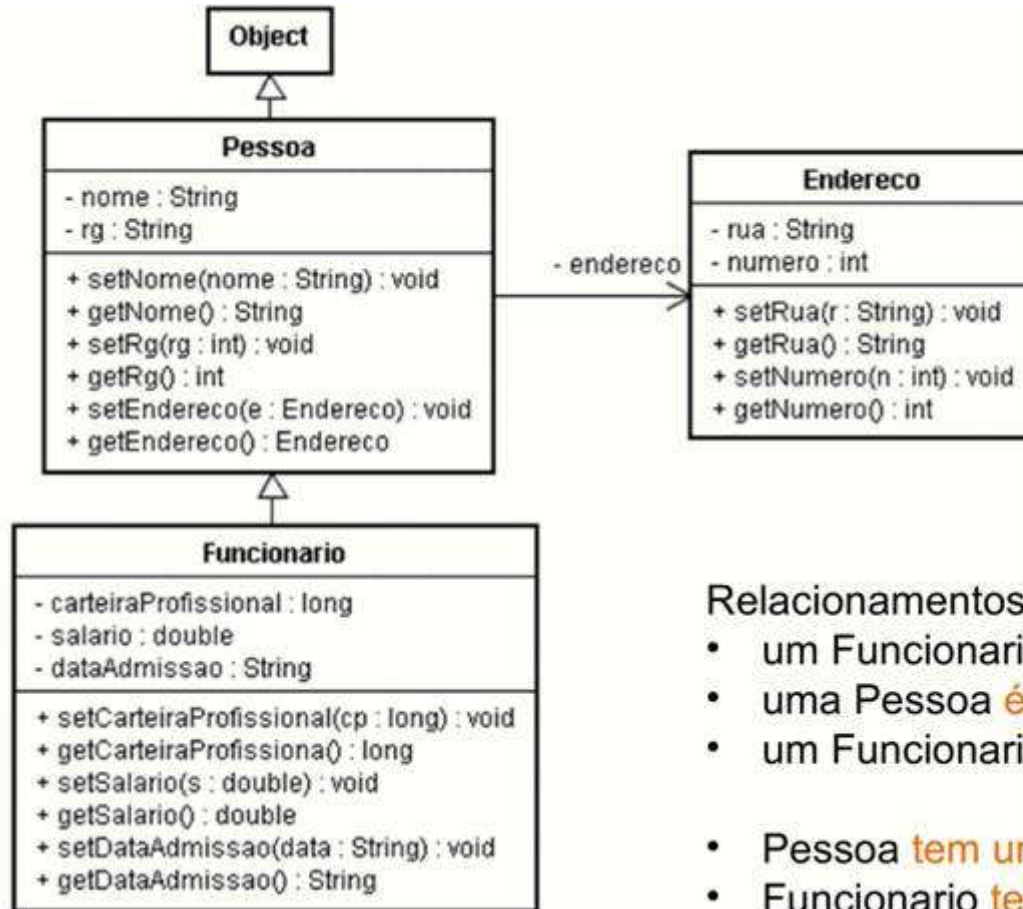 Object
Pessoa
- nome : String
- rg : String
+ setNome(nome : String) : void
+ getNome() : String
+ setRg(rg : int) : void
+ getRg() : int
+ setEndereco(e : Endereco) : void
+ getEndereco() : Endereco
- endereco
Endereco
- rua : String
- numero : int
+ setRua(r : String) : void
+ getRua() : String
+ setNumero(n : int) : void
+ getNumero() : int
Funcionario
- carteiraProfissional : long
- salario : double
- dataAdmissao : String
+ setCarteiraProfissional(cp : long) : void
+ getCarteiraProfissiona() : long
+ setSalario(s : double) : void
+ getSalario() : double
+ setDataAdmissao(data : String) : void
+ getDataAdmissao() : String
Relacionamentos
• um Funcionari
• uma Pessoa é
• um Funcionari
• Pessoa tem
• Funcionario